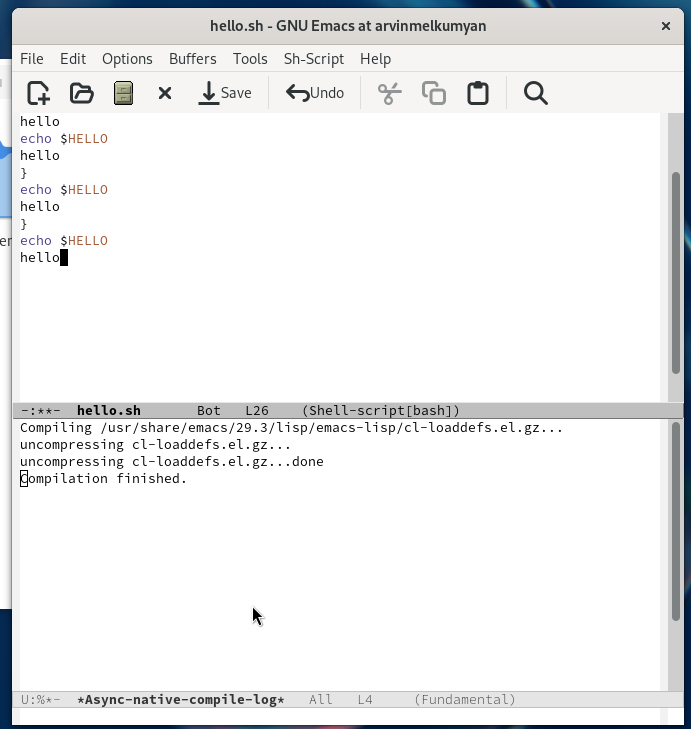 hello.sh - GNU Emacs at arvinmelkumyan
File Edit Options Buffers Tools Sh-Script Help
Save Undo
hello
echo $HELLO
hello
}
echo $HELLO
hello
}
echo $HELLO
hello
-:**-  hello.sh       Bot   L26    (Shell-script[bash])
Compiling /usr/share/emacs/29.3/lisp/emacs-lisp/cl-loaddefs.el.gz...
uncompressing cl-loaddefs.el.gz...
uncompressing cl-loaddefs.el.gz...done
Compilation finished.
U:%*-  *Async-native-compile-log*   All   L4     (Fundamental)